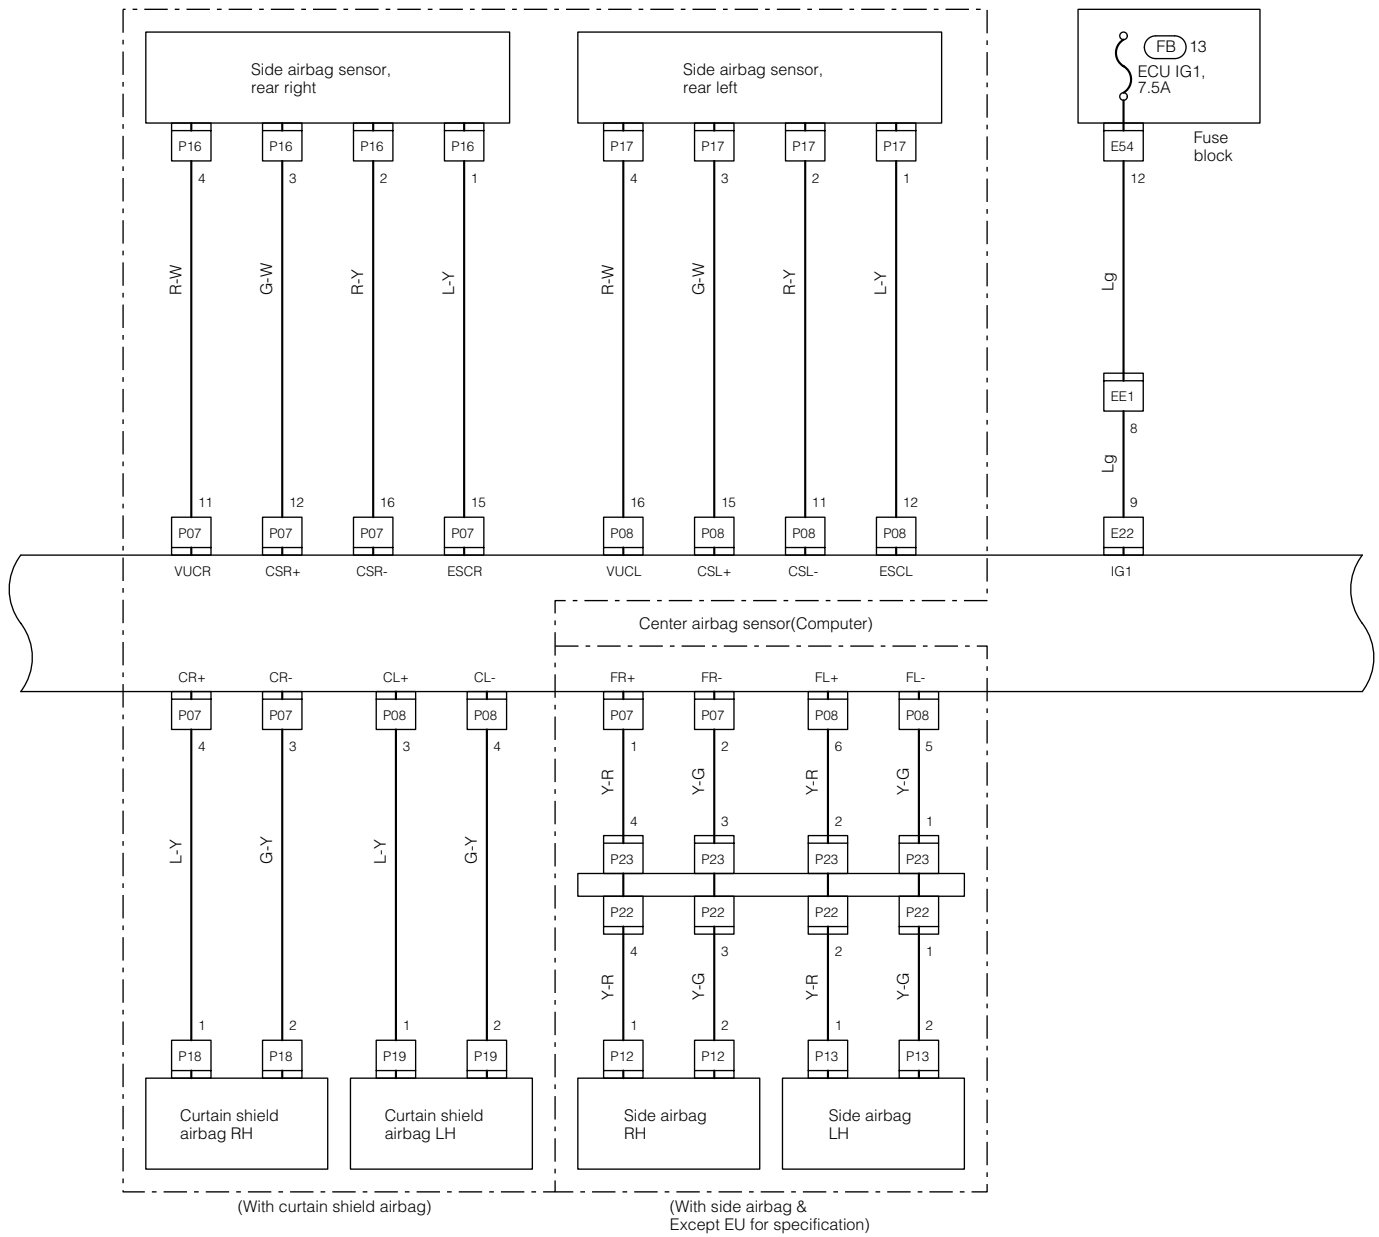 Side airbag sensor,
rear right
Side airbag sensor,
rear left
FB 13
ECU IG1,
7.5A
Fuse
block
P16 P16 P16 P16 P17 P17 P17 P17 E54
4 3 2 1 4 3 2 1 12
R-W G-W R-Y L-Y R-W G-W R-Y L-Y Lg
EE1
8
Lg
11 12 16 15 16 15 11 12 9
P07 P07 P07 P07 P08 P08 P08 P08 E22
VUCR CSR+ CSR- ESCR VUCL CSL+ CSL- ESCL IG1
Center airbag sensor(Computer)
CR+ CR- CL+ CL- FR+ FR- FL+ FL-
P07 P07 P08 P08 P07 P07 P08 P08
4 3 3 4 1 2 6 5
Y-R Y-G Y-R Y-G
4 3 2 1
L-Y G-Y L-Y G-Y
P23 P23 P23 P23
P22 P22 P22 P22
4 3 2 1
Y-R Y-G Y-R Y-G
1 2 1 2 1 2 1 2
P18 P18 P19 P19 P12 P12 P13 P13
Curtain shield
airbag RH
Curtain shield
airbag LH
Side airbag
RH
Side airbag
LH
(With curtain shield airbag)
(With side airbag &
Except EU for specification)